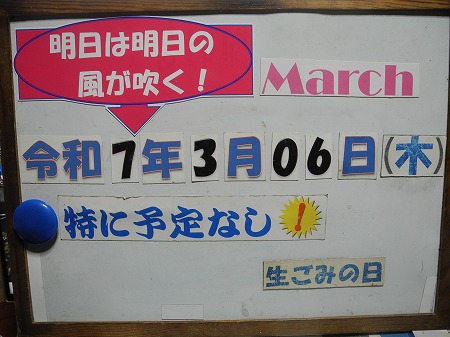 明日は明日の
風が吹く!
March
令和7年3月06日(木)
特に予定なし!
生ごみの日